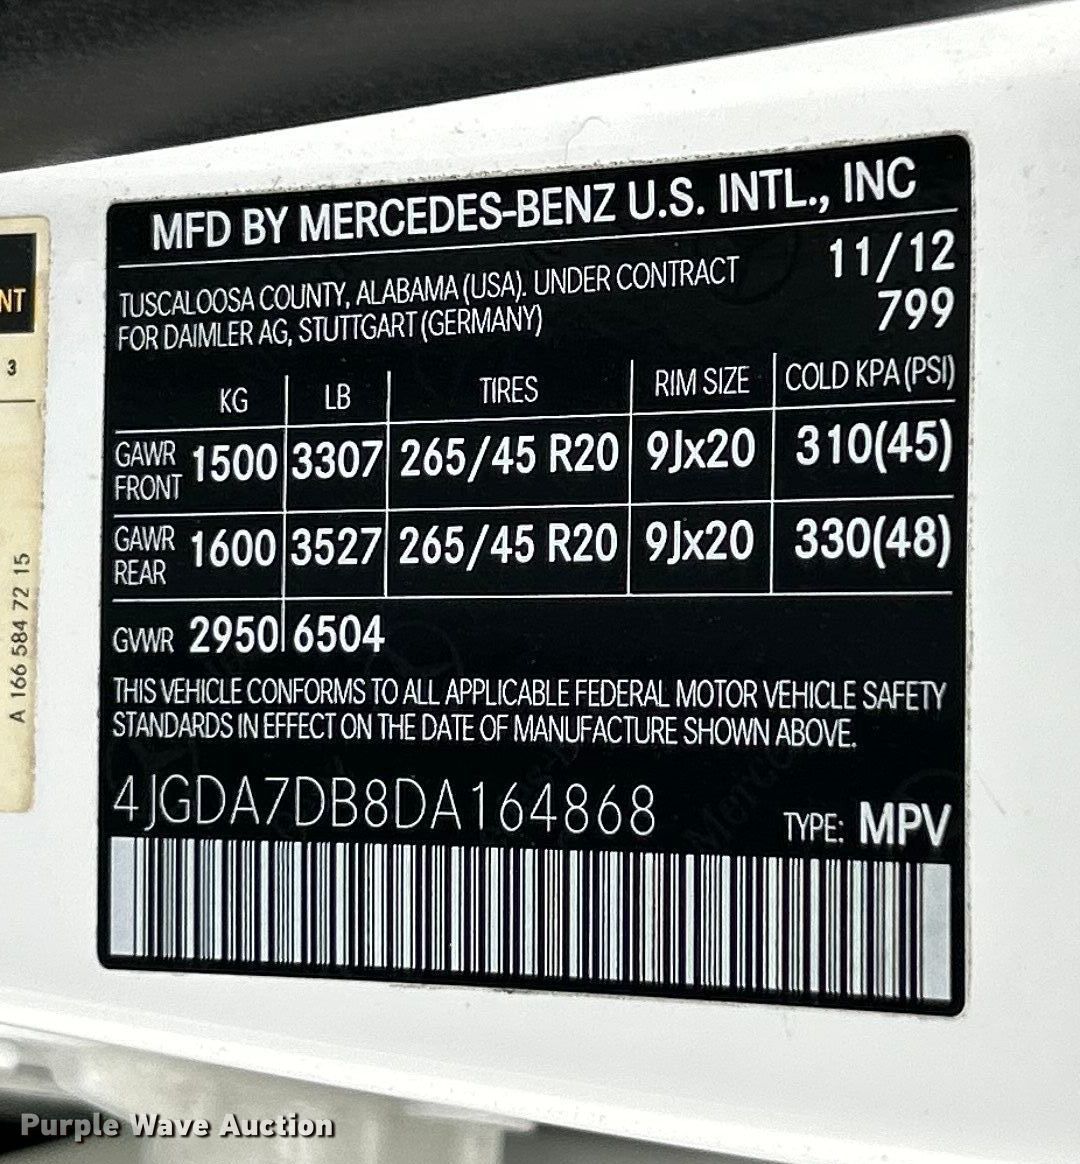 MFD BY MERCEDES-BENZ U.S. INTL., INC
TUSCALOOSA COUNTY, ALABAMA (USA). UNDER CONTRACT
FOR DAIMLER AG, STUTTGART (GERMANY)
11/12
799
KG LB TIRES RIM SIZE COLD KPA (PSI)
GAWR FRONT 1500 3307 265/45 R20 9Jx20 310(45)
GAWR REAR 1600 3527 265/45 R20 9Jx20 330(48)
GVWR 2950 6504
THIS VEHICLE CONFORMS TO ALL APPLICABLE FEDERAL MOTOR VEHICLE SAFETY
STANDARDS IN EFFECT ON THE DATE OF MANUFACTURE SHOWN ABOVE.
4JGDA7DB8DA164868
TYPE: MPV
NT
3
A 166 584 72 15
Purple Wave Auction